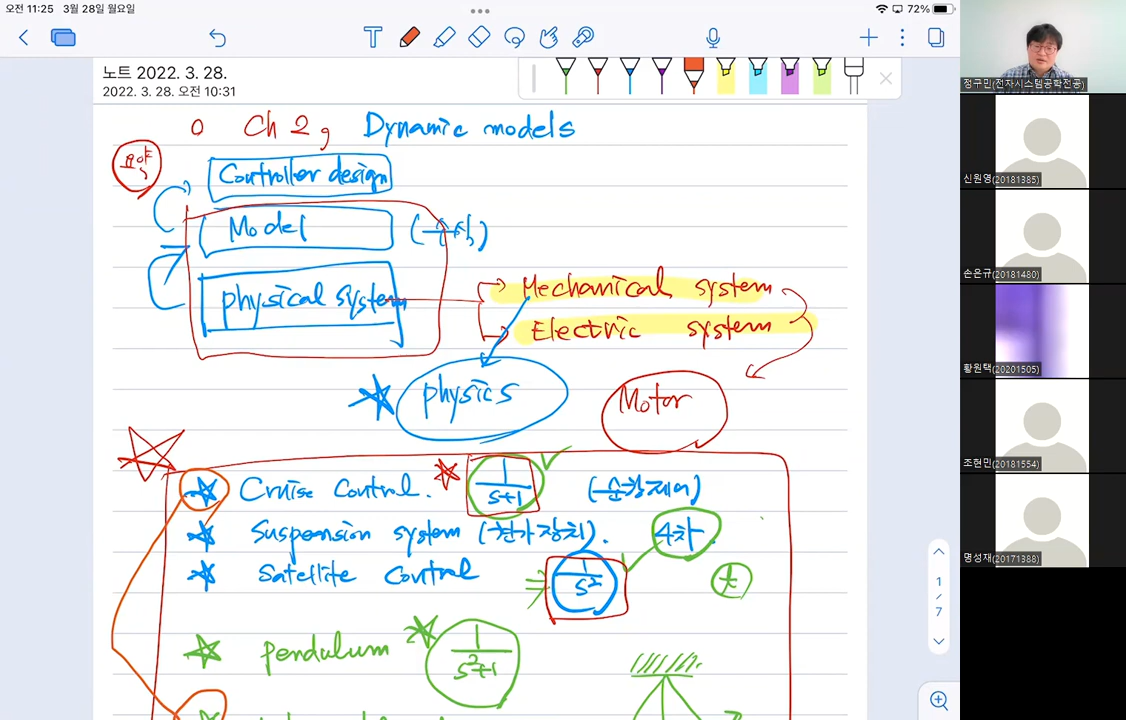 오전 11:25 3월 28일 월요일
72%
노트 2022. 3. 28.
2022. 3. 28. 오전 10:31
Ch 2, Dynamic models
요약
Controller design
Model
physical system
Mechanical system
Electric system
physics
Motor
Cruise Control. 1/(s+1) (순항제어)
Suspension system (현가장치). 4차
Satellite Control 1/s²
pendulum 1/(s²+1)
1
/
7
정구민(전자시스템공학전공)
신원영(20181385)
손은규(20181480)
황원택(20201505)
조현민(20181554)
명성재(20171388)